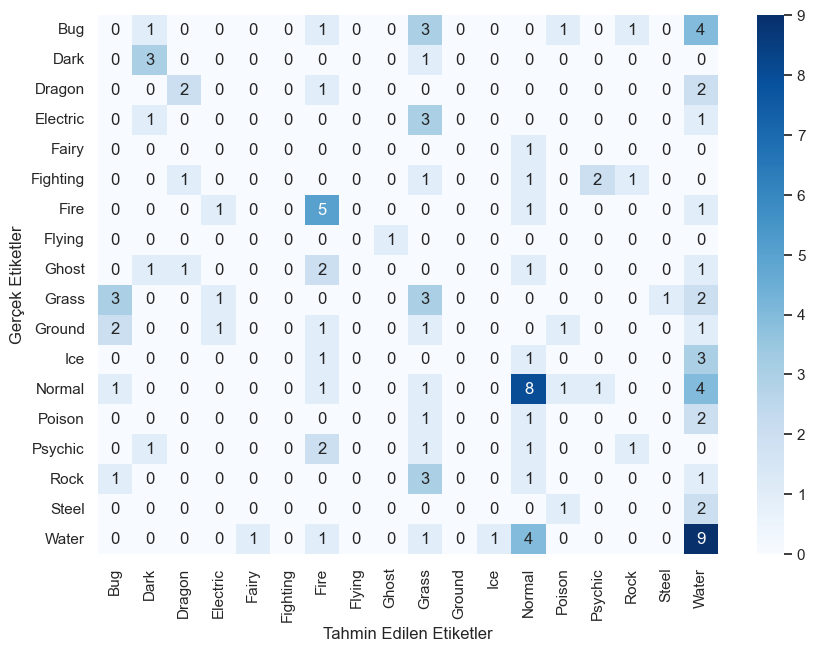 Gerçek Etiketler
Bug 0 1 0 0 0 0 1 0 0 3 0 0 0 1 0 1 0 4
Dark 0 3 0 0 0 0 0 0 0 1 0 0 0 0 0 0 0 0
Dragon 0 0 2 0 0 0 1 0 0 0 0 0 0 0 0 0 0 2
Electric 0 1 0 0 0 0 0 0 0 3 0 0 0 0 0 0 0 1
Fairy 0 0 0 0 0 0 0 0 0 0 0 0 1 0 0 0 0 0
Fighting 0 0 1 0 0 0 0 0 0 1 0 0 1 0 2 1 0 0
Fire 0 0 0 1 0 0 5 0 0 0 0 0 1 0 0 0 0 1
Flying 0 0 0 0 0 0 0 0 1 0 0 0 0 0 0 0 0 0
Ghost 0 1 1 0 0 0 2 0 0 0 0 0 1 0 0 0 0 1
Grass 3 0 0 1 0 0 0 0 0 3 0 0 0 0 0 0 1 2
Ground 2 0 0 1 0 0 1 0 0 1 0 0 0 1 0 0 0 1
Ice 0 0 0 0 0 0 1 0 0 0 0 0 1 0 0 0 0 3
Normal 1 0 0 0 0 0 1 0 0 1 0 0 8 1 1 0 0 4
Poison 0 0 0 0 0 0 0 0 0 1 0 0 1 0 0 0 0 2
Psychic 0 1 0 0 0 0 2 0 0 1 0 0 1 0 0 1 0 0
Rock 1 0 0 0 0 0 0 0 0 3 0 0 1 0 0 0 0 1
Steel 0 0 0 0 0 0 0 0 0 0 0 0 0 1 0 0 0 2
Water 0 0 0 0 1 0 1 0 0 1 0 1 4 0 0 0 0 9
Bug Dark Dragon Electric Fairy Fighting Fire Flying Ghost Grass Ground Ice Normal Poison Psychic Rock Steel Water
Tahmin Edilen Etiketler
9
8
7
6
5
4
3
2
1
0